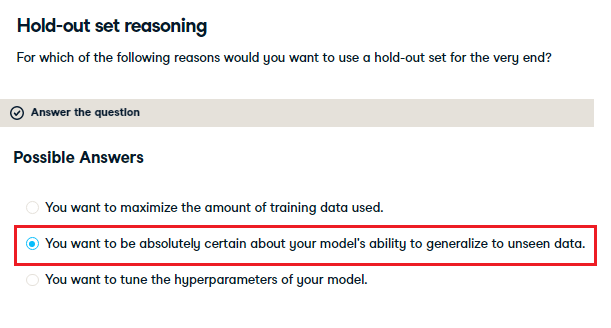 Hold-out set reasoning
For which of the following reasons would you want to use a hold-out set for the very end?
Answer the question
Possible Answers
You want to maximize the amount of training data used.
You want to be absolutely certain about your model's ability to generalize to unseen data.
You want to tune the hyperparameters of your model.